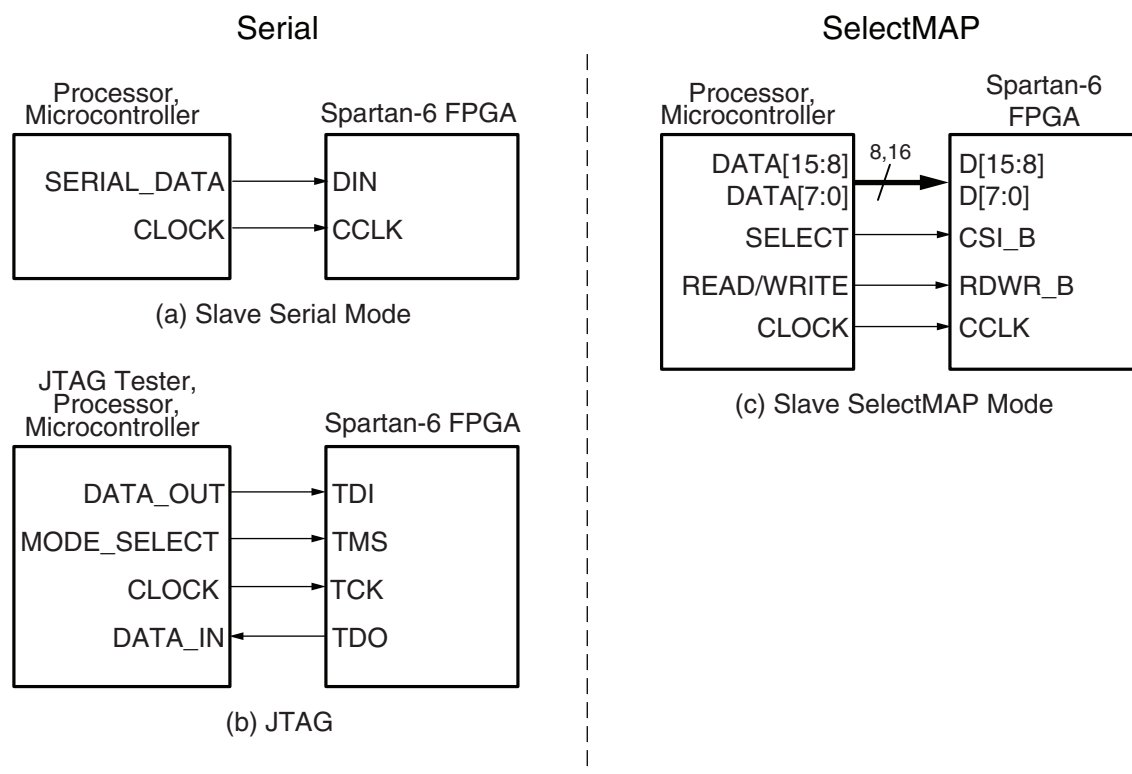 Serial
Processor,
Microcontroller
Spartan-6 FPGA
SERIAL_DATA
DIN
CLOCK
CCLK
(a) Slave Serial Mode
JTAG Tester,
Processor,
Microcontroller
Spartan-6 FPGA
DATA_OUT
TDI
MODE_SELECT
TMS
CLOCK
TCK
DATA_IN
TDO
(b) JTAG
SelectMAP
Processor,
Microcontroller
Spartan-6
FPGA
DATA[15:8]
8,16
D[15:8]
DATA[7:0]
D[7:0]
SELECT
CSI_B
READ/WRITE
RDWR_B
CLOCK
CCLK
(c) Slave SelectMAP Mode